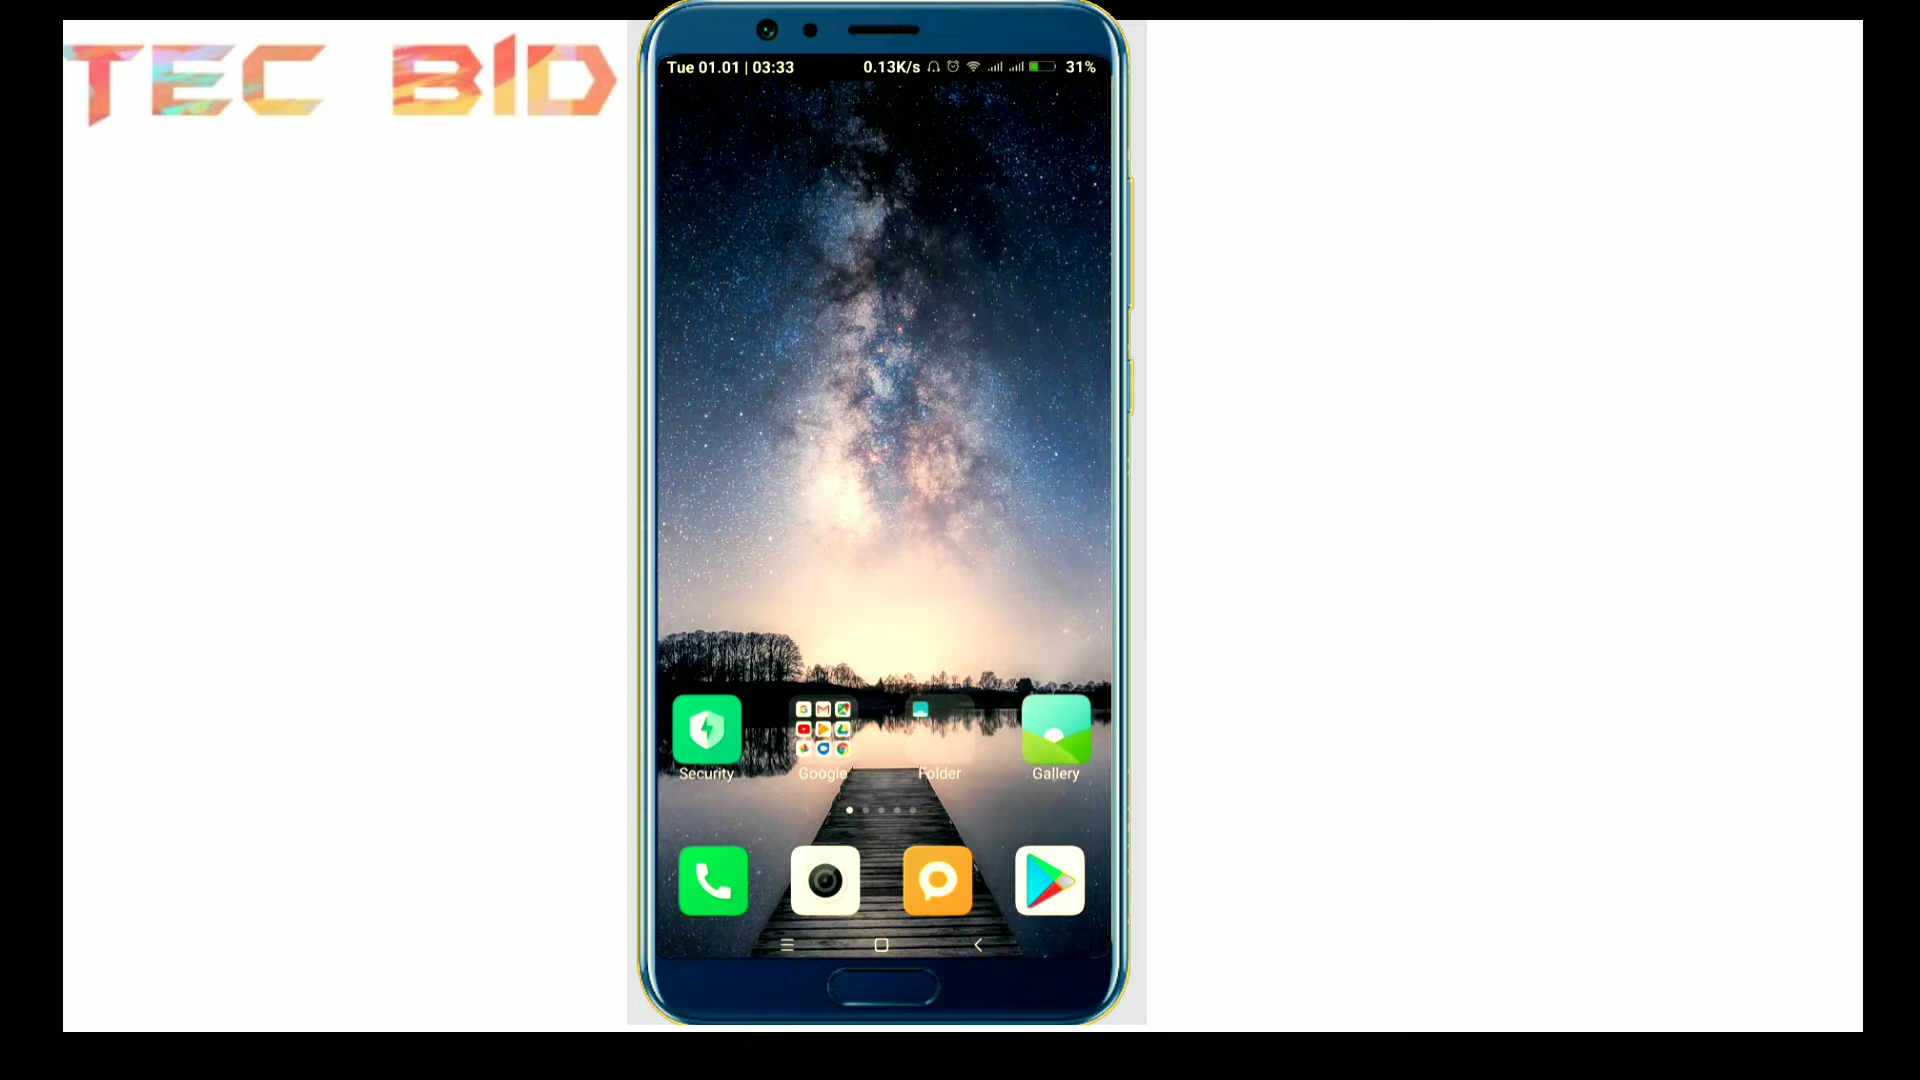 TEC BID
Tue 01.01 | 03:33 0.13K/s 31%
Security Google Folder Gallery